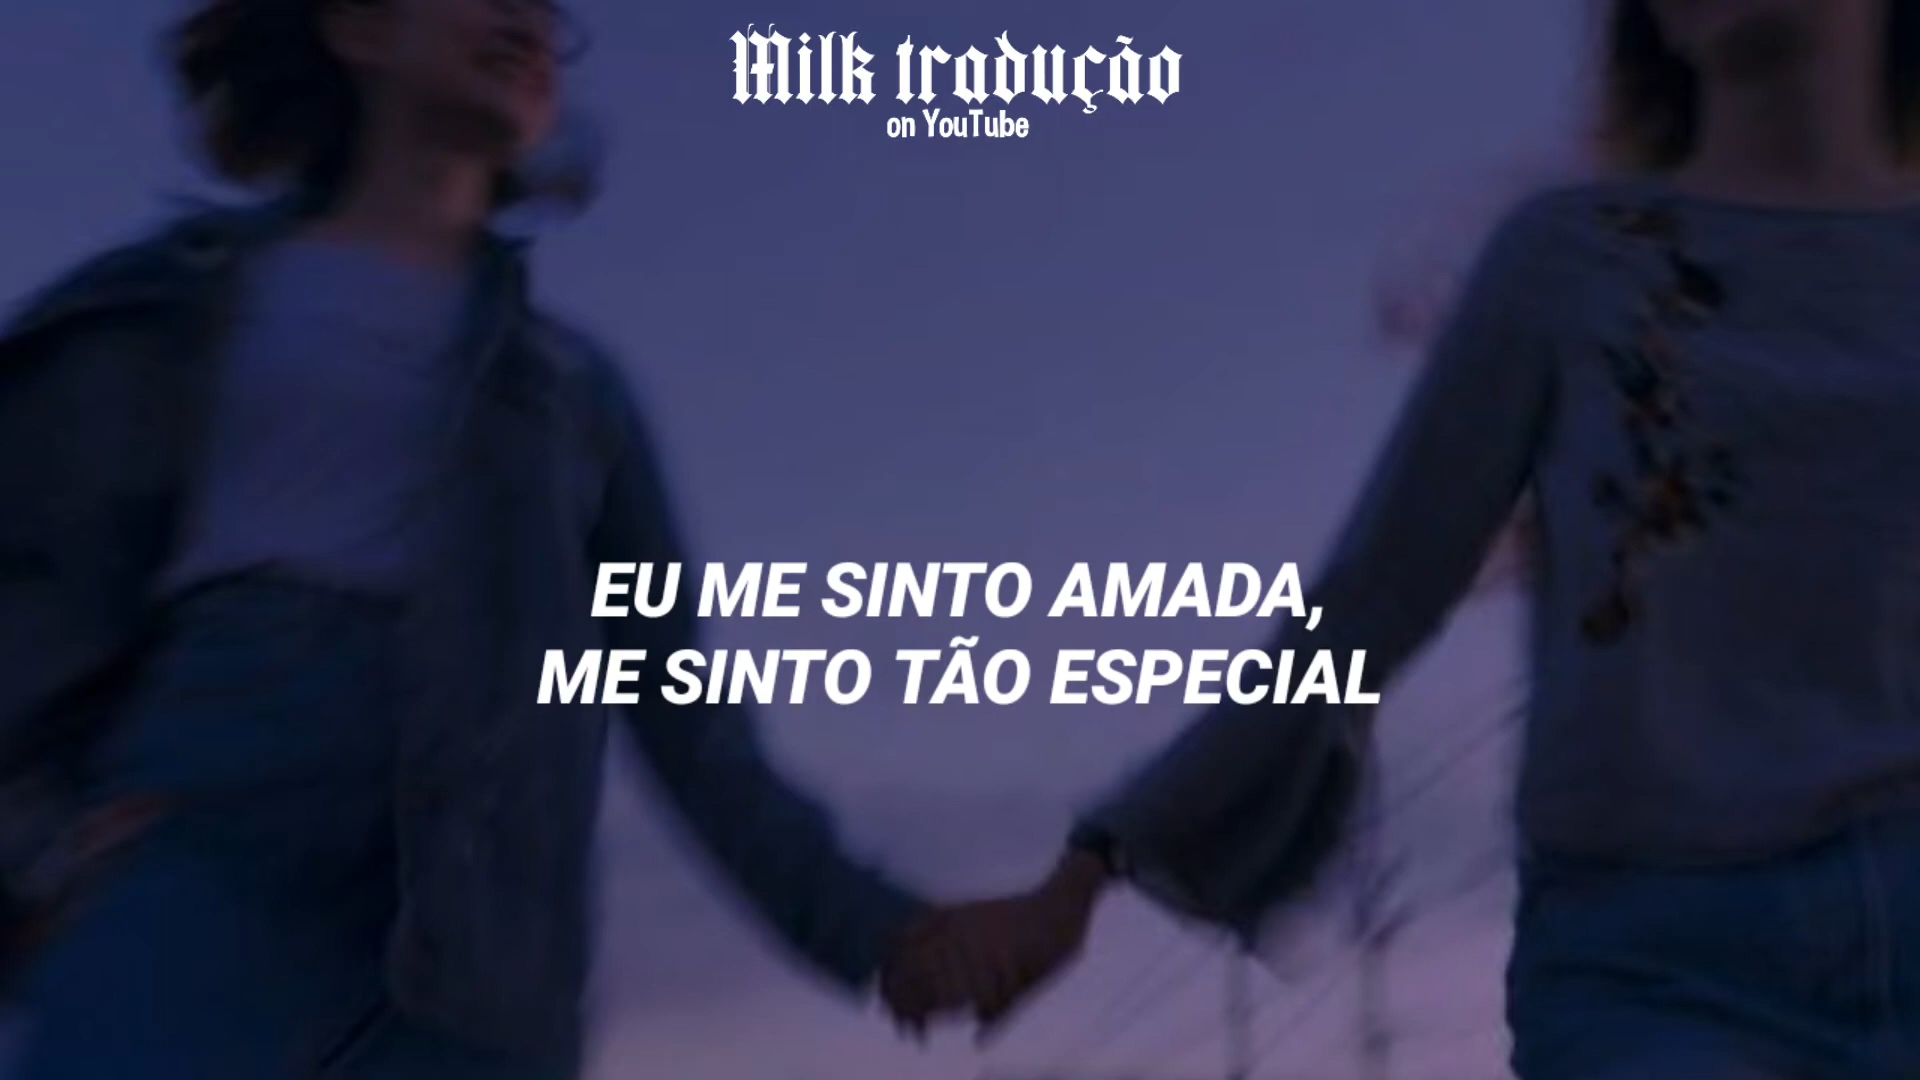 Milk tradução
on YouTube
EU ME SINTO AMADA,
ME SINTO TÃO ESPECIAL